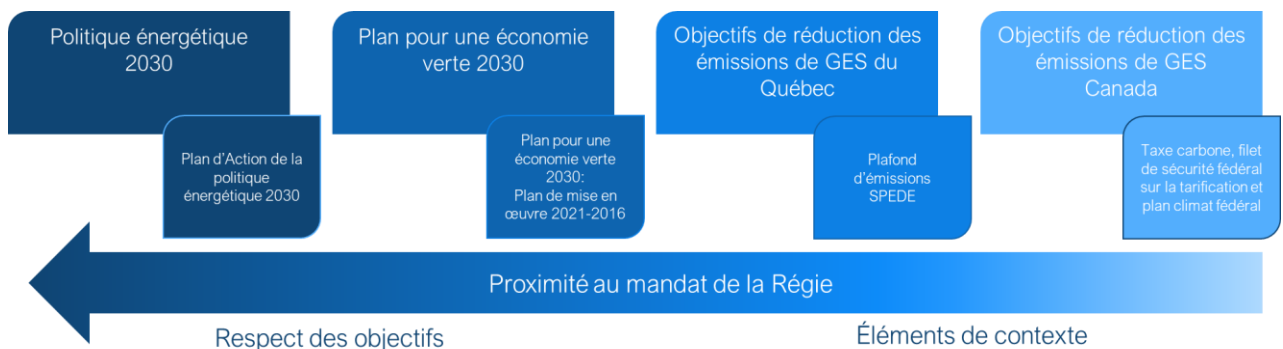 Politique énergétique
2030
Plan d'Action de la
politique
énergétique 2030
Plan pour une économie
verte 2030
Plan pour une
économie verte
2030:
Plan de mise en
œuvre 2021-2016
Objectifs de réduction des
émissions de GES du
Québec
Plafond
d'émissions
SPEDE
Objectifs de réduction des
émissions de GES
Canada
Taxe carbone, filet
de sécurité fédéral
sur la tarification et
plan climat fédéral
Proximité au mandat de la Régie
Respect des objectifs
Éléments de contexte